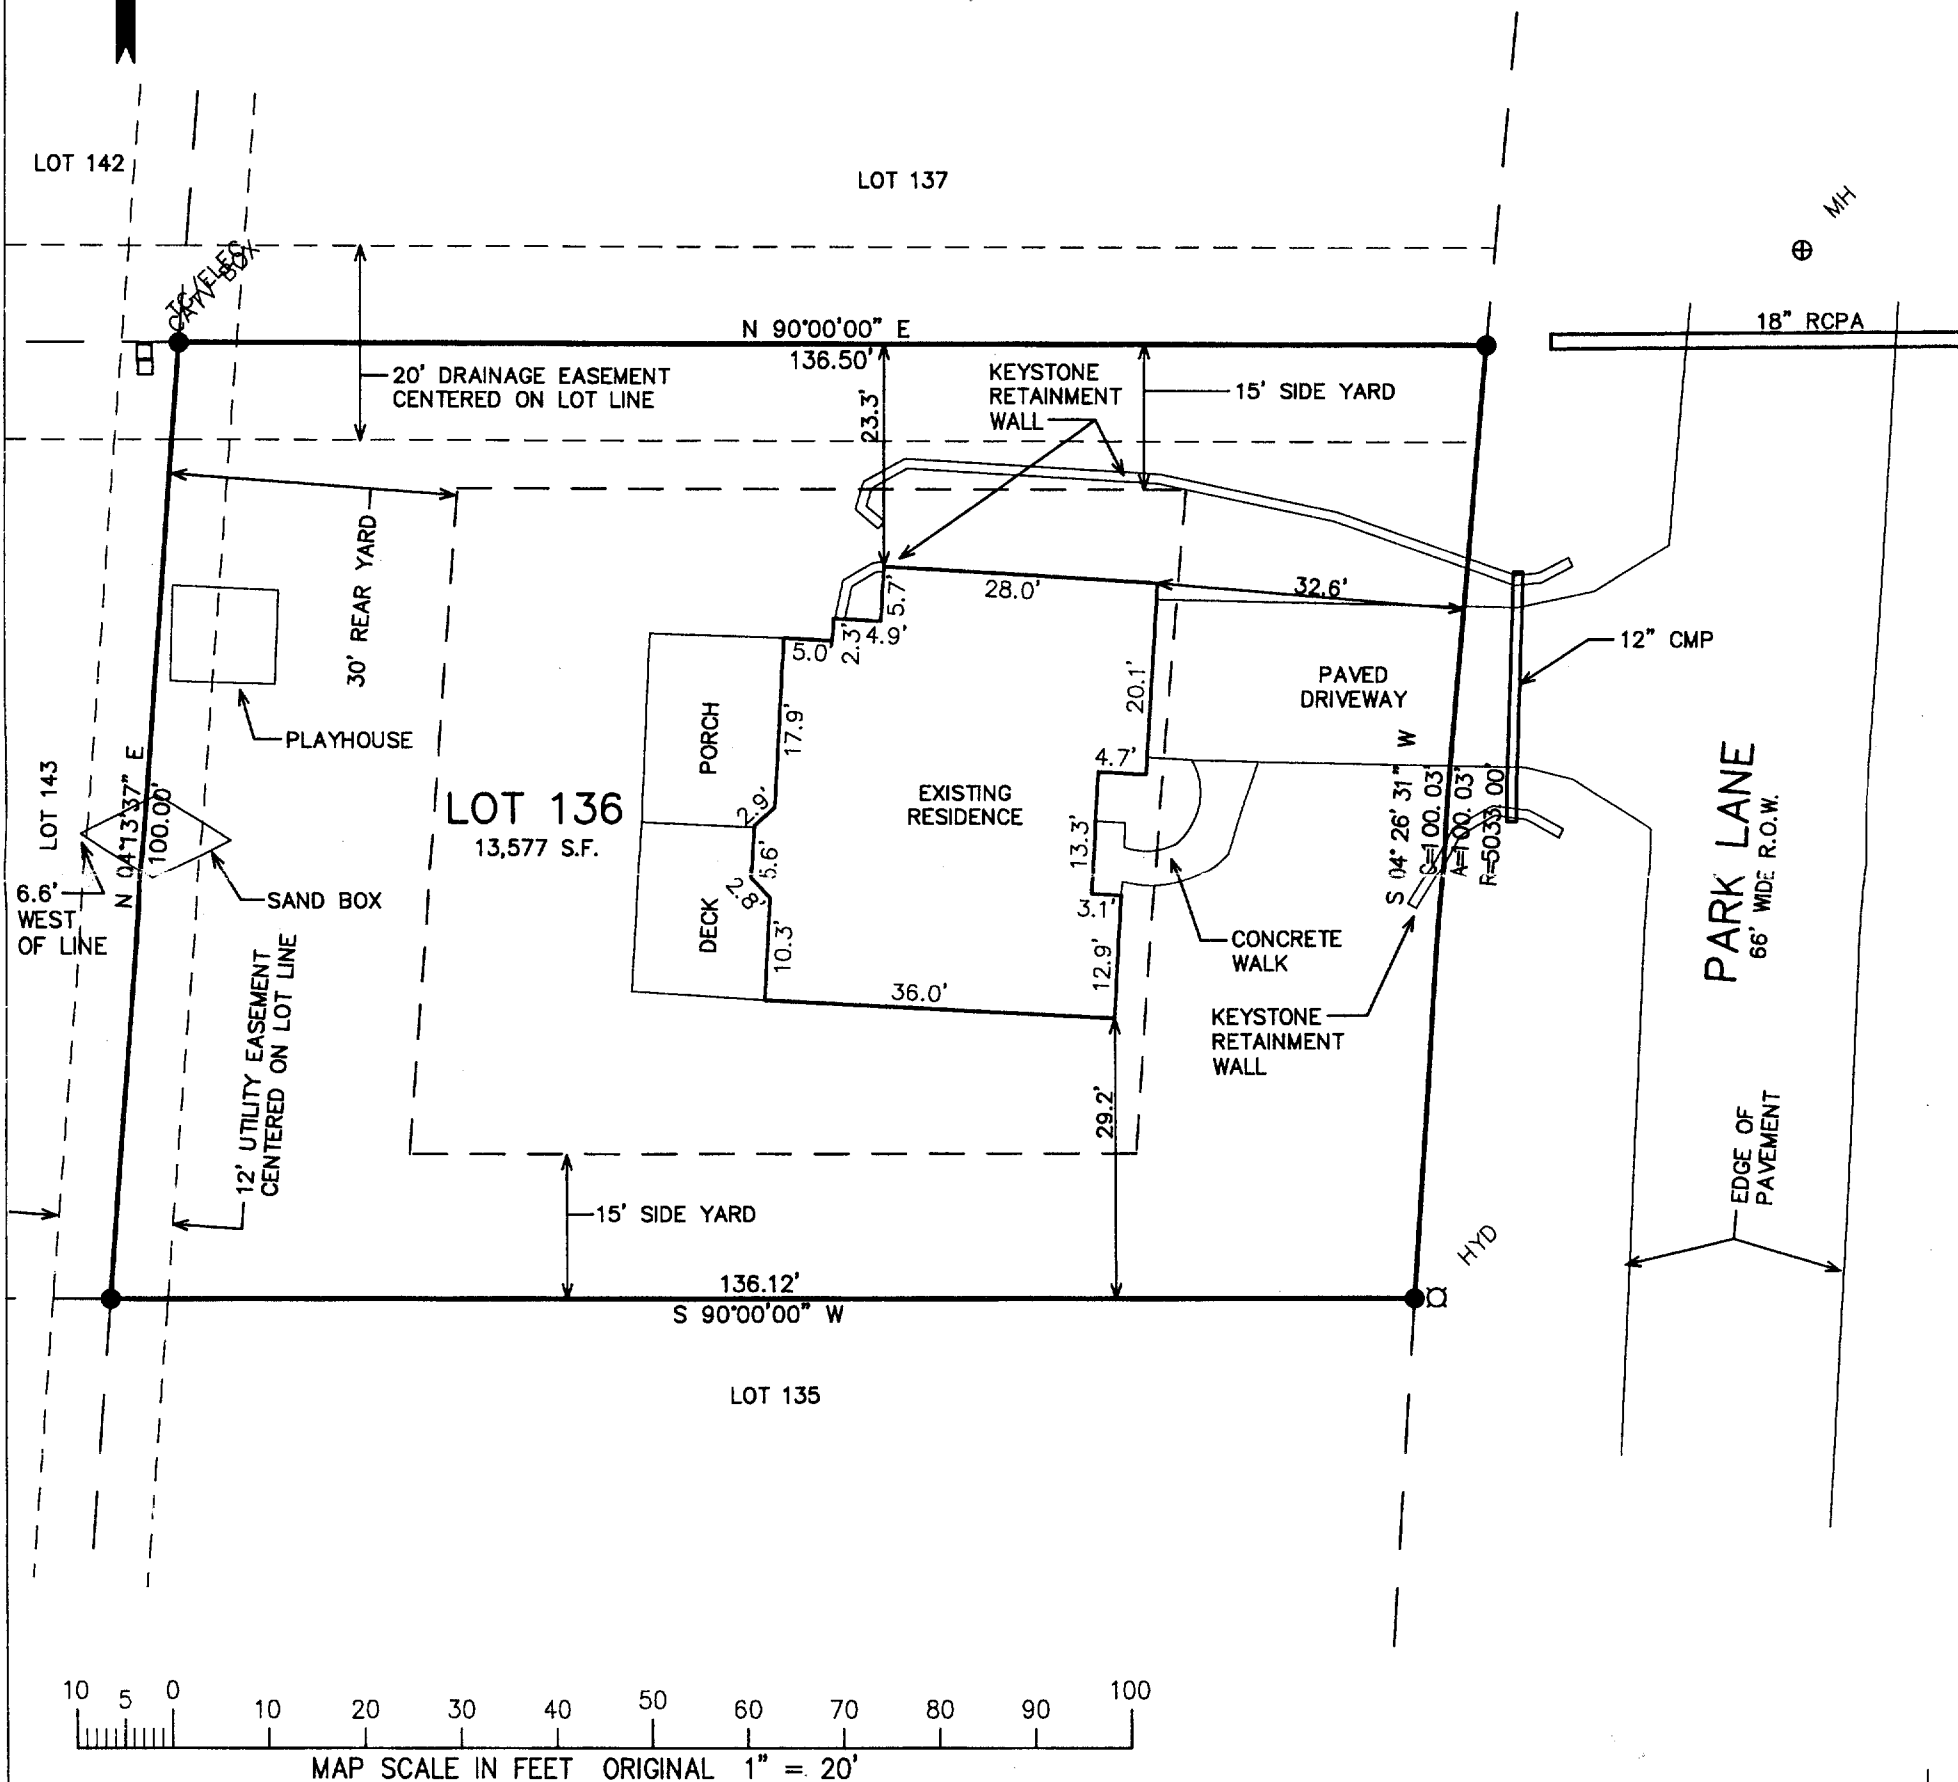 LOT 142
LOT 137
MH
TC/ELEC
CATV BOX
N 90°00'00" E
136.50'
18" RCPA
20' DRAINAGE EASEMENT
CENTERED ON LOT LINE
23.3'
KEYSTONE
RETAINMENT
WALL
15' SIDE YARD
30' REAR YARD
5.7'
28.0'
32.6'
4.9'
2.3'
5.0'
12" CMP
PLAYHOUSE
PORCH
17.9'
20.1'
PAVED
DRIVEWAY
4.7'
LOT 143
N 04°13'37" E
100.00'
LOT 136
13,577 S.F.
2.9'
EXISTING
RESIDENCE
13.3'
S 04° 26' 31" W
C=100. 03'
A=100. 03'
R=5033. 00'
PARK LANE
66' WIDE R.O.W.
6.6'
WEST
OF LINE
SAND BOX
5.6'
2.8'
DECK
10.3'
3.1'
12.9'
CONCRETE
WALK
36.0'
KEYSTONE
RETAINMENT
WALL
12' UTILITY EASEMENT
CENTERED ON LOT LINE
29.2'
EDGE OF
PAVEMENT
15' SIDE YARD
HYD
136.12'
S 90°00'00" W
LOT 135
10 5 0 10 20 30 40 50 60 70 80 90 100
MAP SCALE IN FEET ORIGINAL 1" = 20'